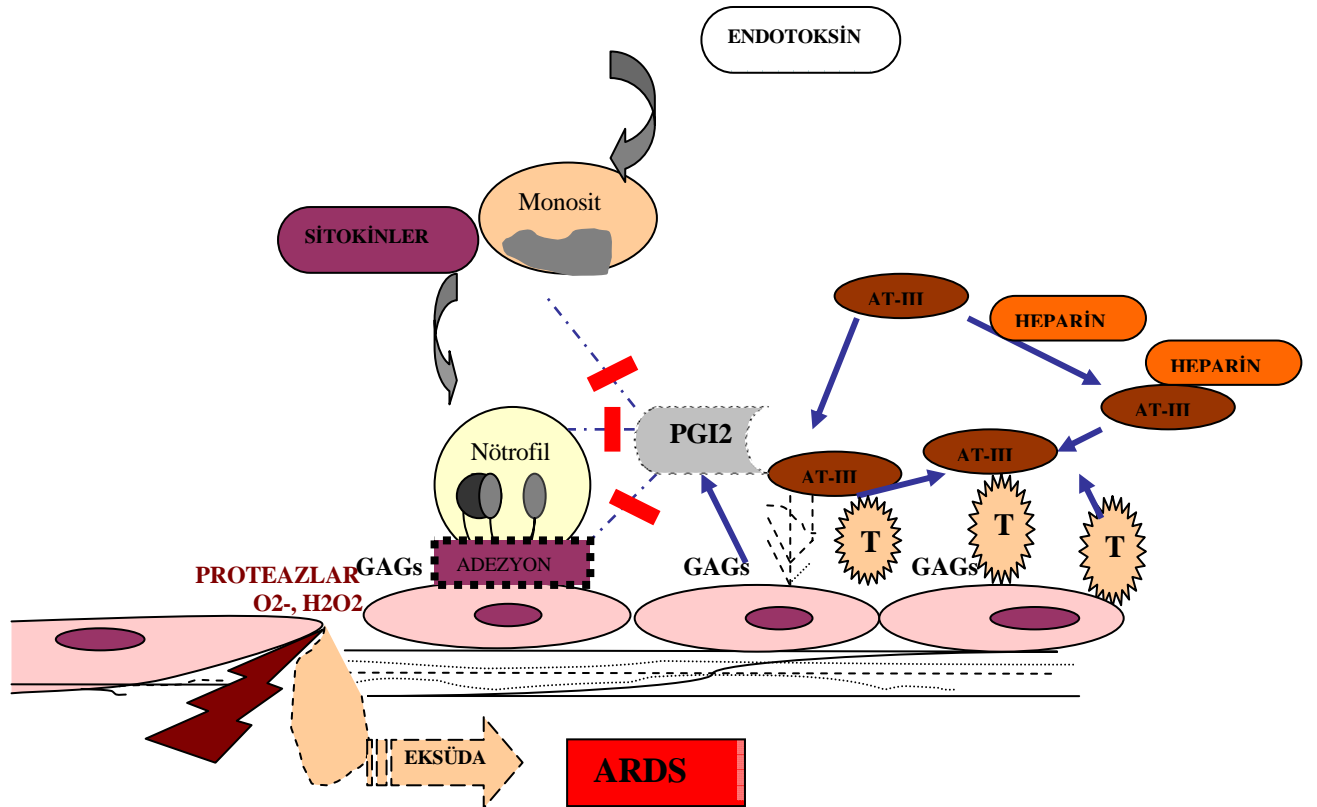 ENDOTOKSİN
Monosit
SİTOKİNLER
AT-III
HEPARİN
HEPARİN
AT-III
PGI2
Nötrofil
AT-III
AT-III
T
T
T
GAGs
ADEZYON
GAGs
GAGs
PROTEAZLAR
O2-, H2O2
EKSÜDA
ARDS